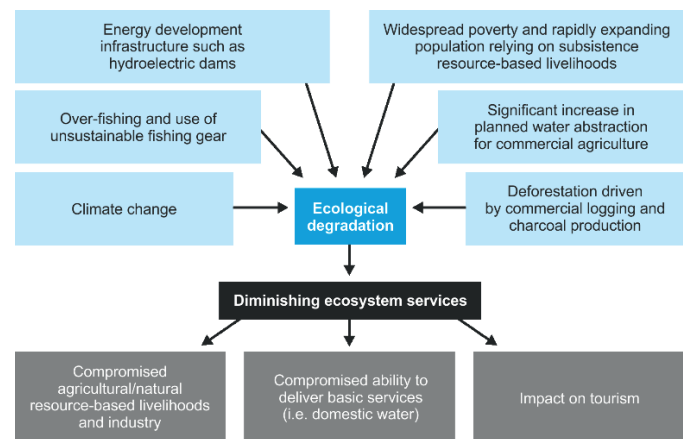 Energy development
infrastructure such as
hydroelectric dams
Widespread poverty and rapidly expanding
population relying on subsistence
resource-based livelihoods
Over-fishing and use of
unsustainable fishing gear
Significant increase in
planned water abstraction
for commercial agriculture
Climate change
Ecological
degradation
Deforestation driven
by commercial logging and
charcoal production
Diminishing ecosystem services
Compromised
agricultural/natural
resource-based livelihoods
and industry
Compromised ability to
deliver basic services
(i.e. domestic water)
Impact on tourism